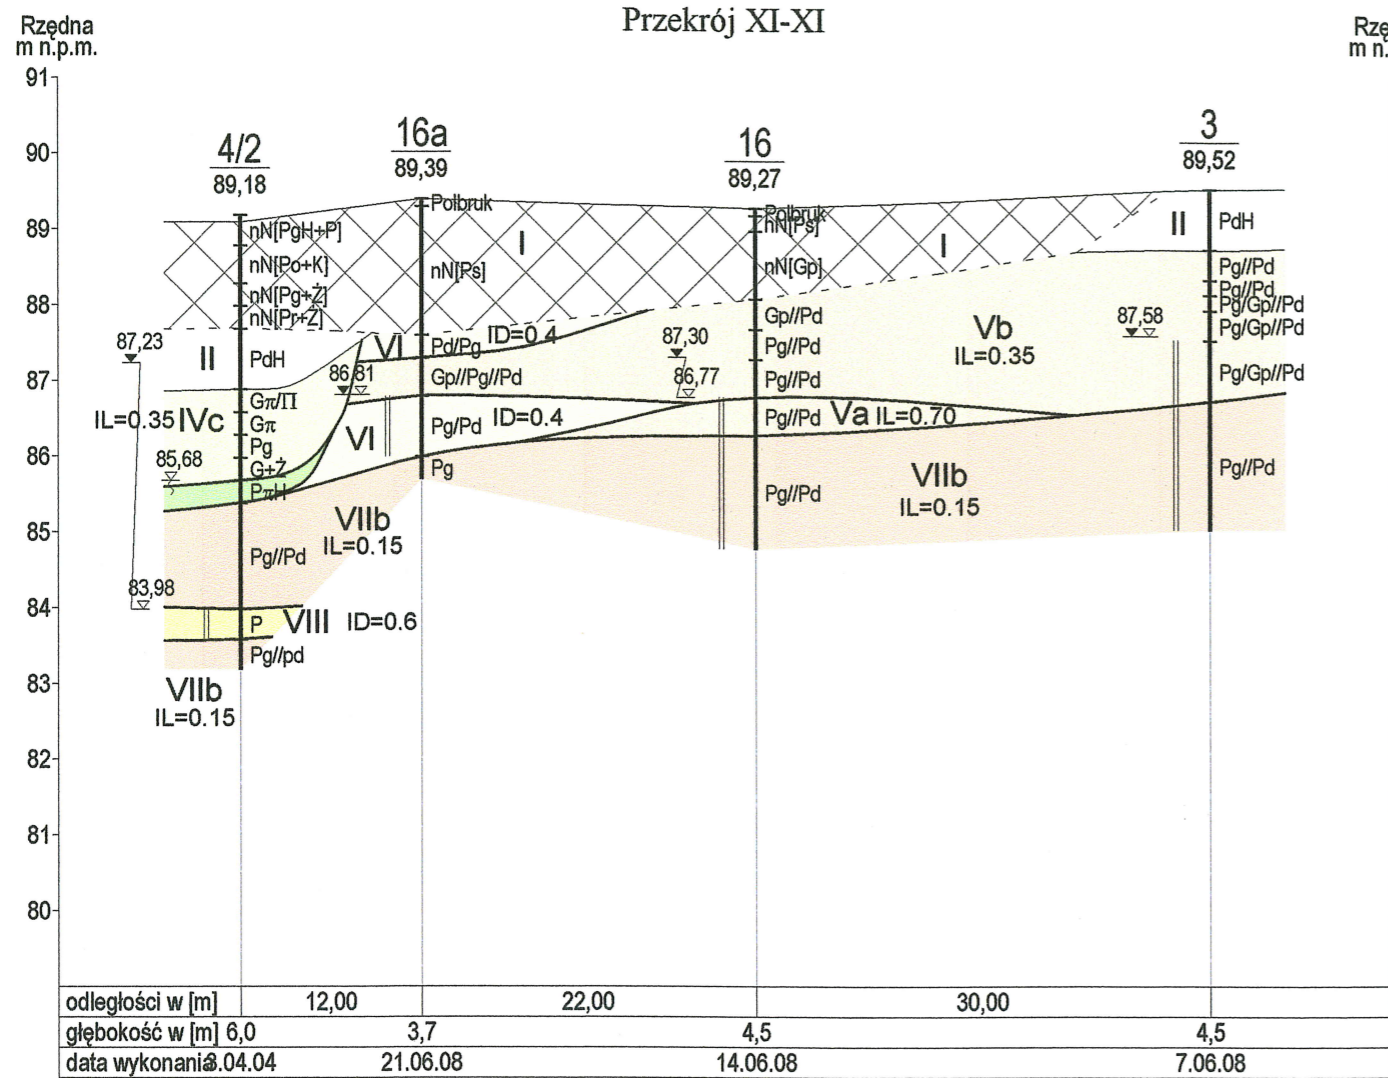 Przekrój XI-XI
Rzędna
m n.p.m.
Rzę
m n.
91
90
89
88
87
86
85
84
83
82
81
80
4/2
89,18
16a
89,39
16
89,27
3
89,52
nN[PgH+P]
nN[Po+K]
nN[Pg+Ż]
nN[Pr+Ż]
PdH
Gπ/Π
Gπ
Pg
G+Ż
PπH
Pg//Pd
P
Pg//pd
Polbruk
nN[Ps]
Pd/Pg
Gp//Pg//Pd
Pg/Pd
Pg
Polbruk
nN[Ps]
nN[Gp]
Gp//Pd
Pg//Pd
Pg//Pd
Pg//Pd
Pg//Pd
PdH
Pg//Pd
Pg//Pd
Pg/Gp//Pd
Pg/Gp//Pd
Pg/Gp//Pd
Pg//Pd
I
I
II
II
VI
ID=0.4
VI
ID=0.4
IL=0.35 IVc
Vb
IL=0.35
Va IL=0.70
VIIb
IL=0.15
VIIb
IL=0.15
VIII ID=0.6
VIIb
IL=0.15
87,23
86,81
87,30
86,77
87,58
85,68
83,98
odległości w [m] 12,00 22,00 30,00
głębokość w [m] 6,0 3,7 4,5 4,5
data wykonania 3.04.04 21.06.08 14.06.08 7.06.08